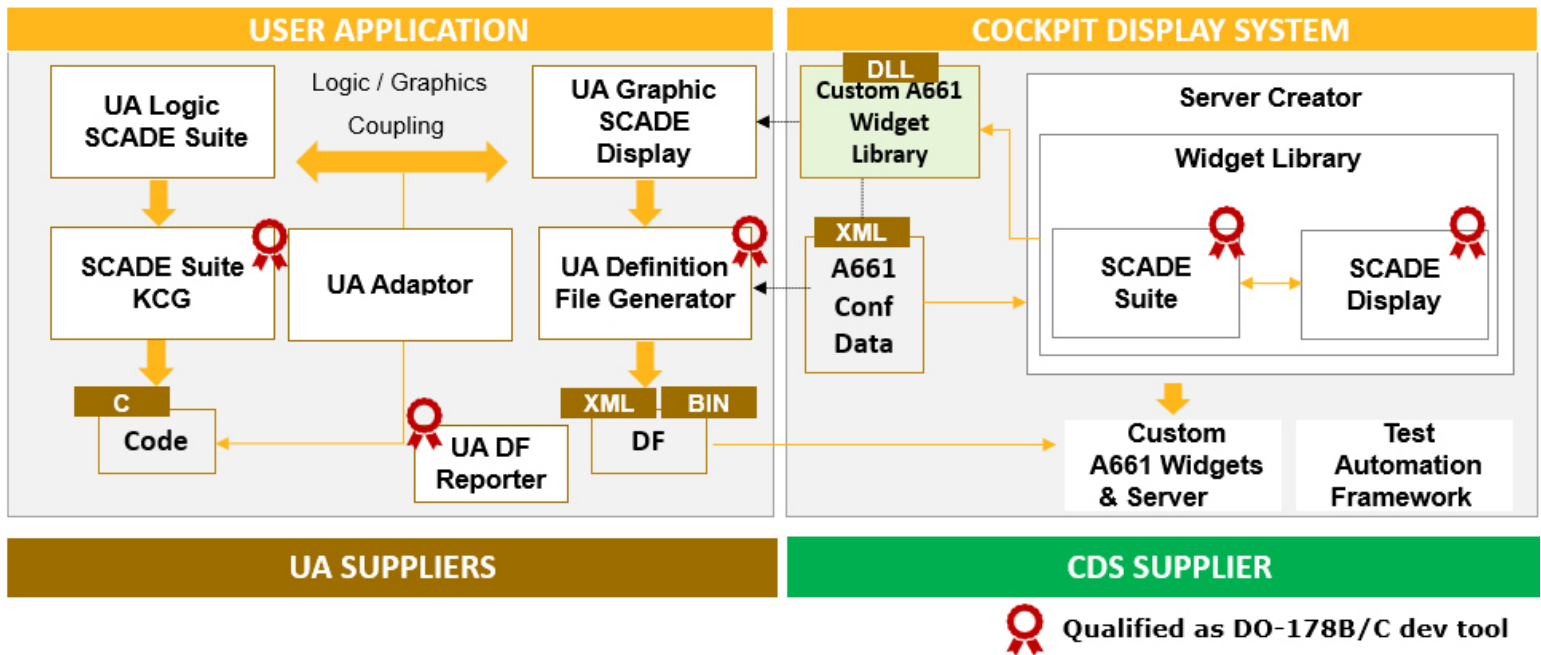 USER APPLICATION
UA Logic
SCADE Suite
Logic / Graphics
Coupling
UA Graphic
SCADE
Display
SCADE Suite
KCG
UA Adaptor
UA Definition
File Generator
C
Code
UA DF
Reporter
XML
BIN
DF
UA SUPPLIERS
COCKPIT DISPLAY SYSTEM
DLL
Custom A661
Widget
Library
XML
A661
Conf
Data
Server Creator
Widget Library
SCADE
Suite
SCADE
Display
Custom
A661 Widgets
& Server
Test
Automation
Framework
CDS SUPPLIER
Qualified as DO-178B/C dev tool